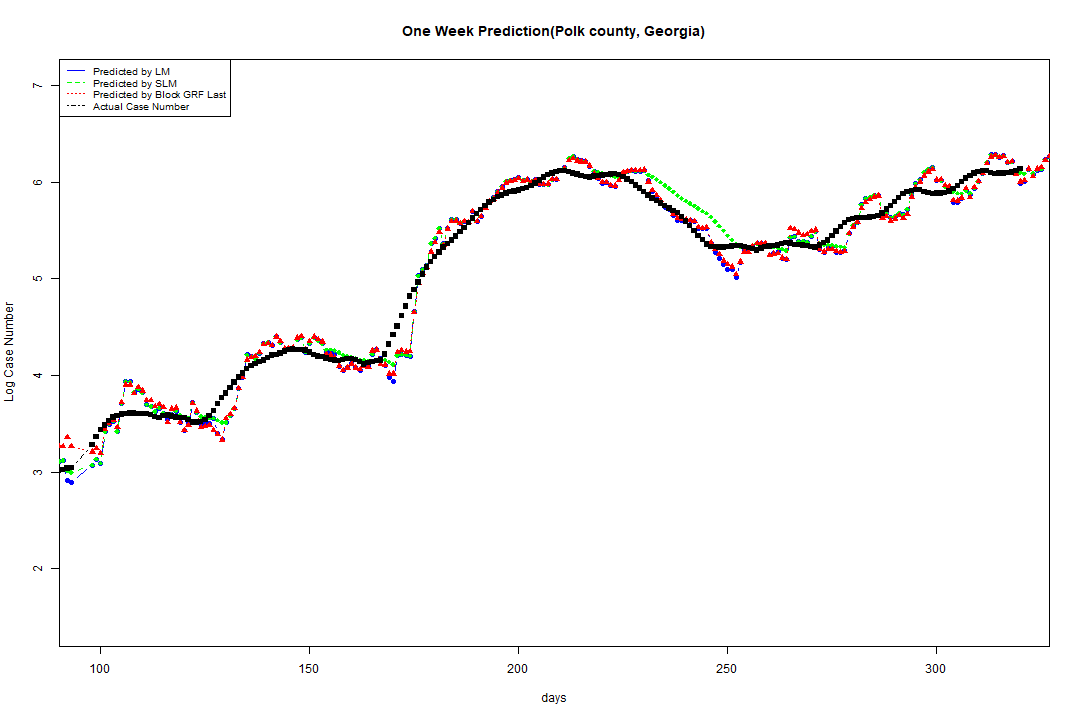 One Week Prediction(Polk county, Georgia)
Predicted by LM
Predicted by SLM
Predicted by Block GRF Last
Actual Case Number
7
6
5
4
3
2
Log Case Number
100 150 200 250 300
days